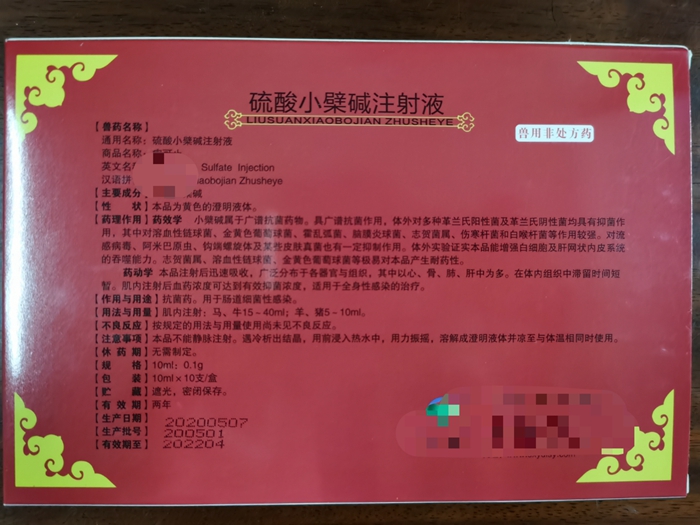 硫酸小檗碱注射液
LIUSUANXIAOBOJIAN ZHUSHEYE
兽用非处方药
【兽药名称】
通用名称：硫酸小檗碱注射液
商品名称：
英文名 Sulfate Injection
汉语拼 aobojian Zhusheye
【主要成分 碱
【性　　状】本品为黄色的澄明液体。
【药理作用】药效学　小檗碱属于广谱抗菌药物。具广谱抗菌作用，体外对多种革兰氏阳性菌及革兰氏阴性菌均具有抑菌作
用，其中对溶血性链球菌、金黄色葡萄球菌、霍乱弧菌、脑膜炎球菌、志贺菌属、伤寒杆菌和白喉杆菌等作用较强。对流
感病毒、阿米巴原虫、钩端螺旋体及某些皮肤真菌也有一定抑制作用。体外实验证实本品能增强白细胞及肝网状内皮系统
的吞噬能力。志贺菌属、溶血性链球菌、金黄色葡萄球菌等极易对本品产生耐药性。
药动学　本品注射后迅速吸收，广泛分布于各器官与组织，其中以心、骨、肺、肝中为多。在体内组织中滞留时间短
暂。肌内注射后血药浓度可达到有效抑菌浓度，适用于全身性感染的治疗。
【作用与用途】抗菌药。用于肠道细菌性感染。
【用法与用量】肌内注射：马、牛15－40ml；羊、猪5－10ml。
【不良反应】按规定的用法与用量使用尚未见不良反应。
【注意事项】本品不能静脉注射。遇冷析出结晶，用前浸入热水中，用力振摇，溶解成澄明液体并凉至与体温相同时使用。
【休 药 期】无需制定。
【规　　格】10ml：0.1g
【包　　装】10ml×10支/盒
【贮　　藏】遮光，密闭保存。
【有 效 期】两年
【生产日期】20200507
【生产批号】200501
【有效期至】202204